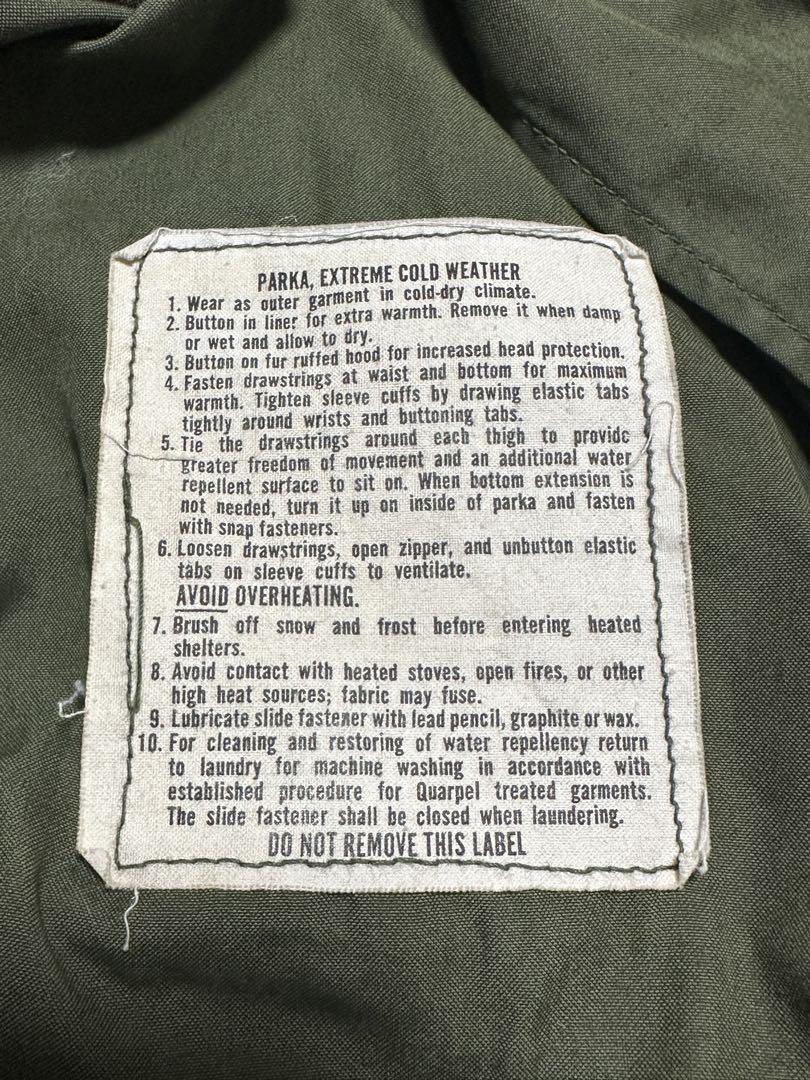 PARKA, EXTREME COLD WEATHER
1. Wear as outer garment in cold-dry climate.
2. Button in liner for extra warmth. Remove it when damp
or wet and allow to dry.
3. Button on fur ruffed hood for increased head protection.
4. Fasten drawstrings at waist and bottom for maximum
warmth. Tighten sleeve cuffs by drawing elastic tabs
tightly around wrists and buttoning tabs.
5. Tie the drawstrings around each thigh to provide
greater freedom of movement and an additional water
repellent surface to sit on. When bottom extension is
not needed, turn it up on inside of parka and fasten
with snap fasteners.
6. Loosen drawstrings, open zipper, and unbutton elastic
tabs on sleeve cuffs to ventilate.
AVOID OVERHEATING.
7. Brush off snow and frost before entering heated
shelters.
8. Avoid contact with heated stoves, open fires, or other
high heat sources; fabric may fuse.
9. Lubricate slide fastener with lead pencil, graphite or wax.
10. For cleaning and restoring of water repellency return
to laundry for machine washing in accordance with
established procedure for Quarpel treated garments.
The slide fastener shall be closed when laundering.
DO NOT REMOVE THIS LABEL